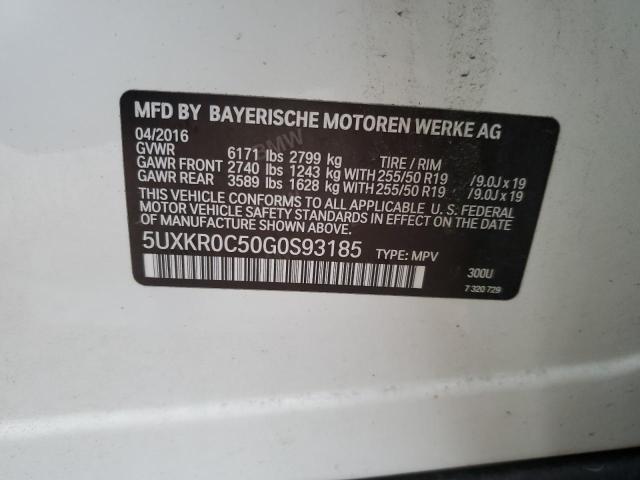 MFD BY BAYERISCHE MOTOREN WERKE AG
04/2016
GVWR 6171 lbs 2799 kg TIRE / RIM
GAWR FRONT 2740 lbs 1243 kg WITH 255/50 R19 /9.0J x 19
GAWR REAR 3589 lbs 1628 kg WITH 255/50 R19 /9.0J x 19
THIS VEHICLE CONFORMS TO ALL APPLICABLE U.S. FEDERAL
MOTOR VEHICLE SAFETY STANDARDS IN EFFECT ON THE DATE
OF MANUFACTURE SHOWN ABOVE.
5UXKR0C50G0S93185 TYPE: MPV
300U
7 320 729
BMW